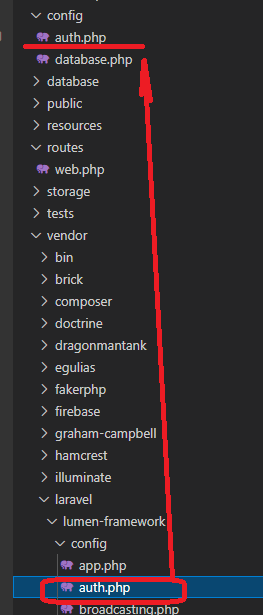 config
auth.php
database.php
database
public
resources
routes
web.php
storage
tests
vendor
bin
brick
composer
doctrine
dragonmantank
egulias
fakerphp
firebase
graham-campbell
hamcrest
illuminate
laravel
lumen-framework
config
app.php
auth.php
broadcasting.php